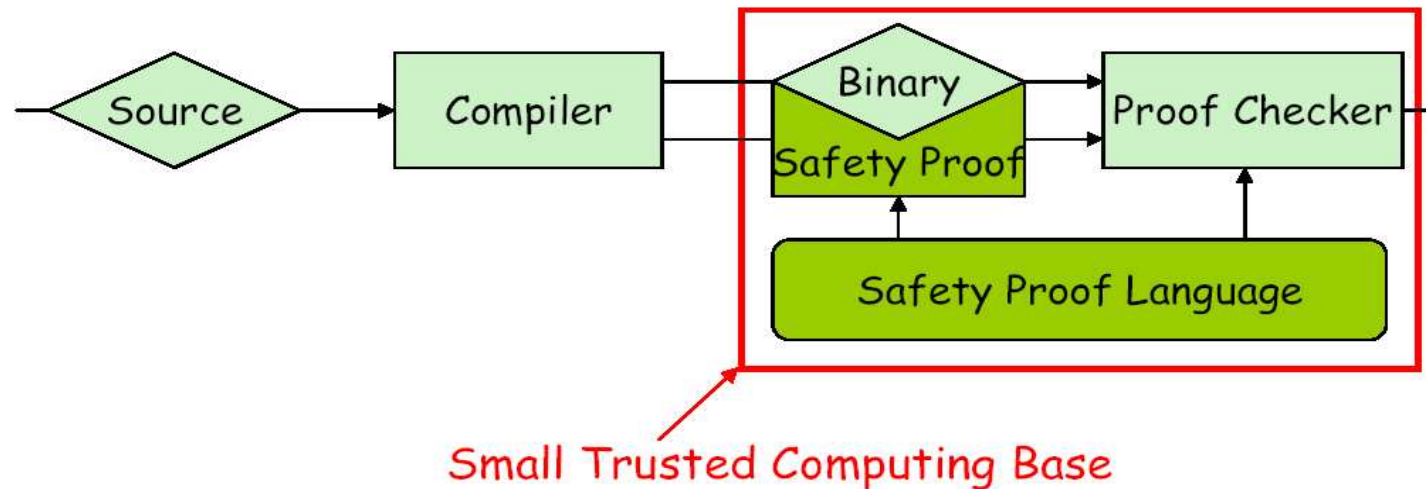 Source
Compiler
Binary
Safety Proof
Proof Checker
Safety Proof Language
Small Trusted Computing Base